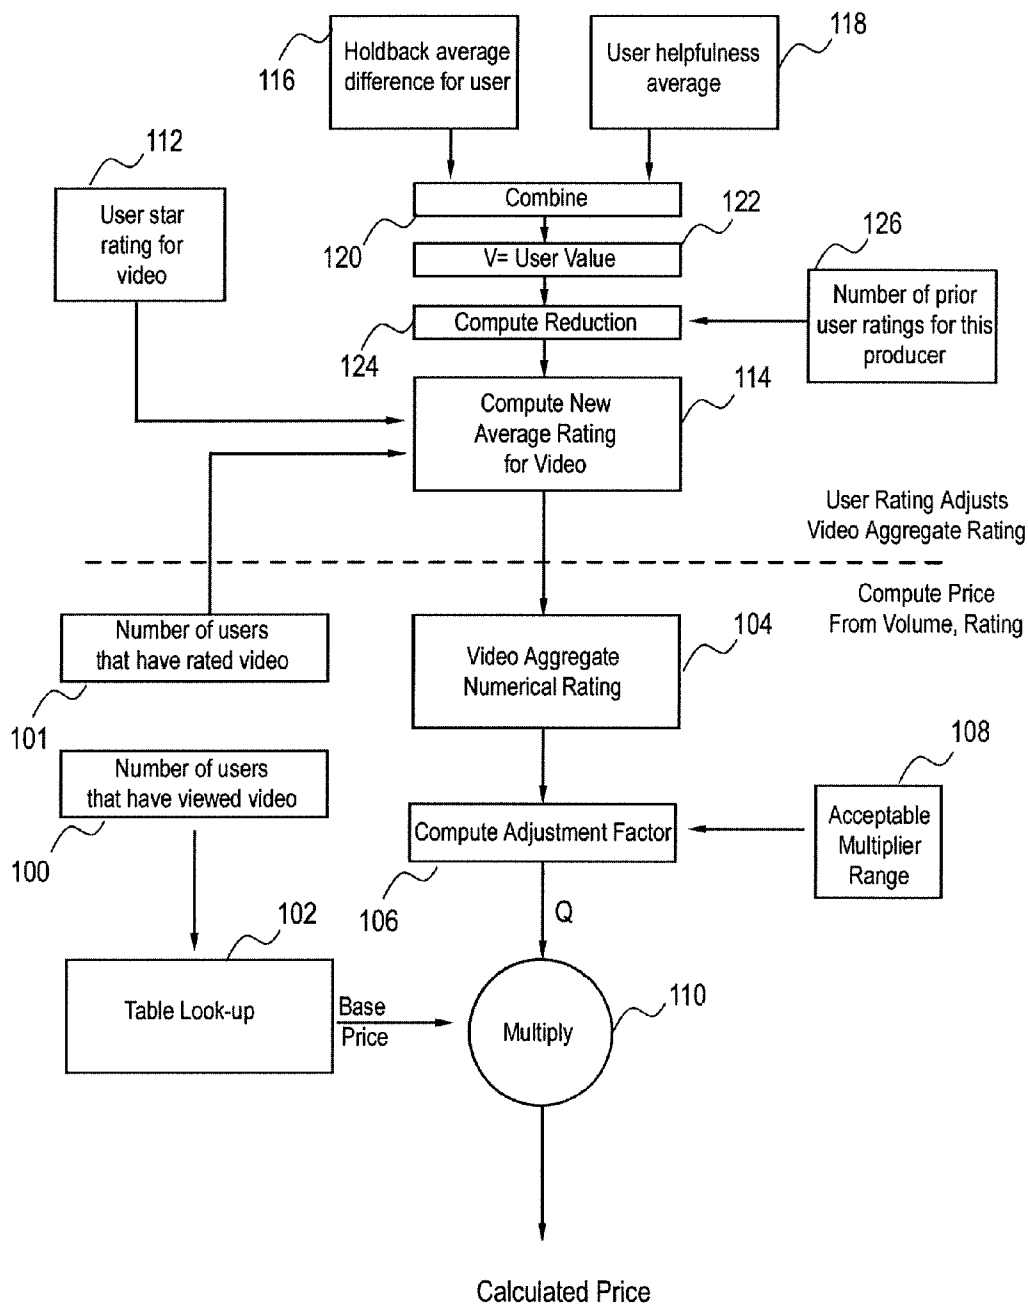 116
Holdback average
difference for user
User helpfulness
average
118
112
User star
rating for
video
Combine
120
122
V= User Value
126
Number of prior
user ratings for this
producer
Compute Reduction
124
114
Compute New
Average Rating
for Video
User Rating Adjusts
Video Aggregate Rating
Compute Price
From Volume, Rating
Number of users
that have rated video
101
104
Video Aggregate
Numerical Rating
Number of users
that have viewed video
100
108
Acceptable
Multiplier
Range
Compute Adjustment Factor
106
Q
102
Table Look-up
Base
Price
110
Multiply
Calculated Price